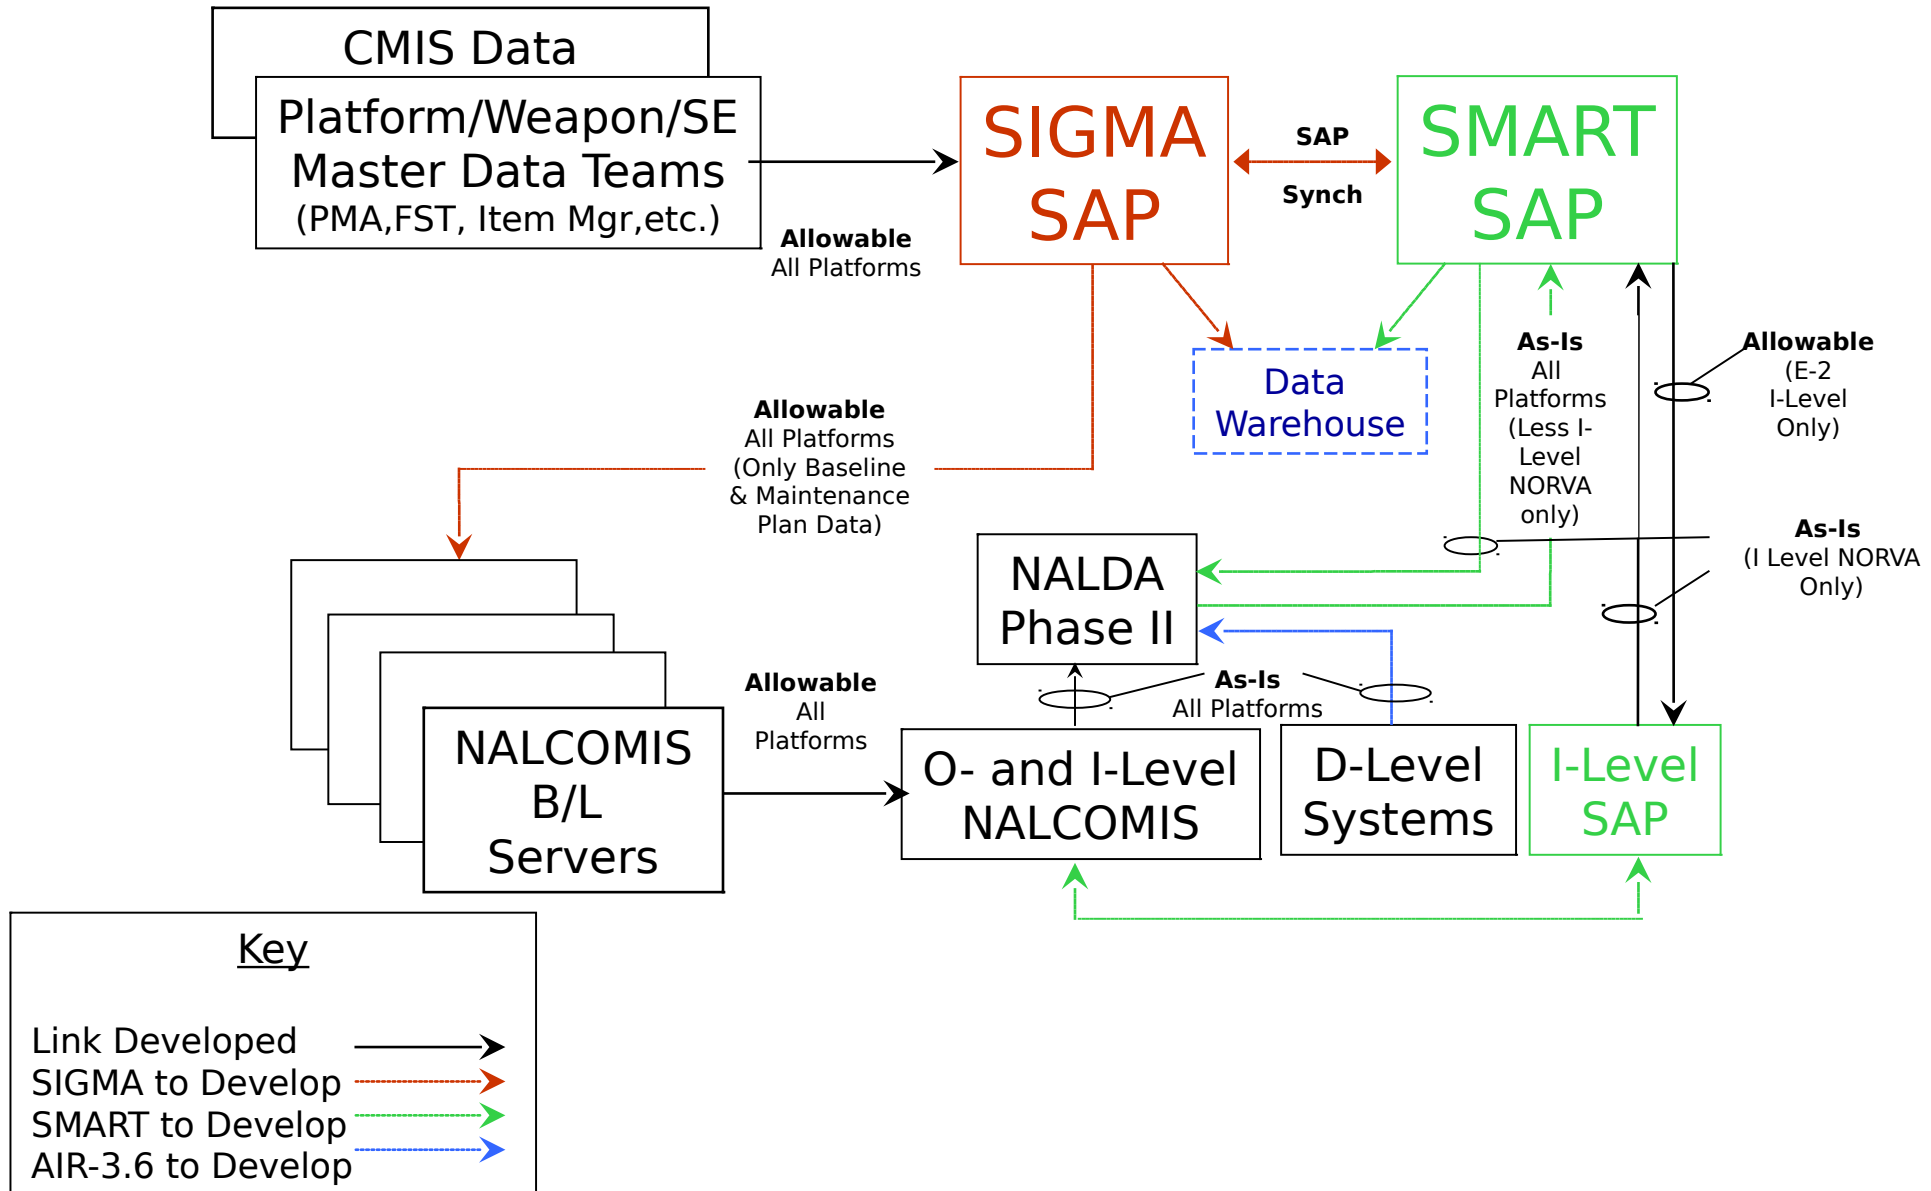 CMIS Data
Platform/Weapon/SE
Master Data Teams
(PMA,FST, Item Mgr,etc.)
Allowable
All Platforms
SIGMA
SAP
SAP
Synch
SMART
SAP
Data
Warehouse
As-Is
All
Platforms
(Less I-
Level
NORVA
only)
Allowable
(E-2
I-Level
Only)
As-Is
(I Level NORVA
Only)
Allowable
All Platforms
(Only Baseline
& Maintenance
Plan Data)
NALDA
Phase II
As-Is
All Platforms
Allowable
All
Platforms
NALCOMIS
B/L
Servers
O- and I-Level
NALCOMIS
D-Level
Systems
I-Level
SAP
Key
Link Developed
SIGMA to Develop
SMART to Develop
AIR-3.6 to Develop